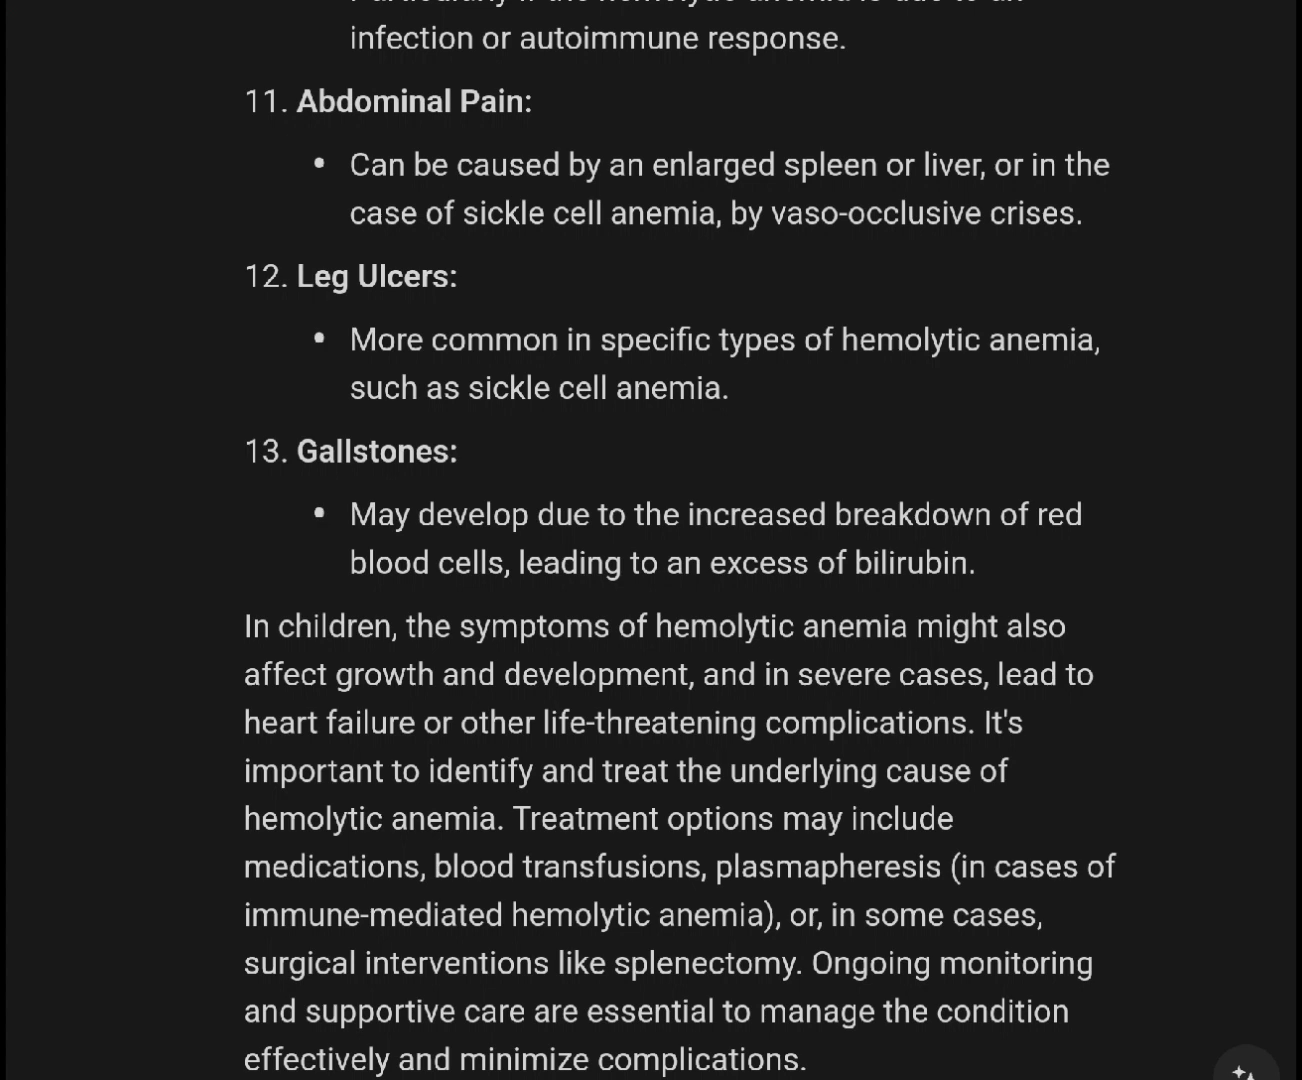 infection or autoimmune response.
11. Abdominal Pain:
• Can be caused by an enlarged spleen or liver, or in the
case of sickle cell anemia, by vaso-occlusive crises.
12. Leg Ulcers:
• More common in specific types of hemolytic anemia,
such as sickle cell anemia.
13. Gallstones:
• May develop due to the increased breakdown of red
blood cells, leading to an excess of bilirubin.
In children, the symptoms of hemolytic anemia might also
affect growth and development, and in severe cases, lead to
heart failure or other life-threatening complications. It's
important to identify and treat the underlying cause of
hemolytic anemia. Treatment options may include
medications, blood transfusions, plasmapheresis (in cases of
immune-mediated hemolytic anemia), or, in some cases,
surgical interventions like splenectomy. Ongoing monitoring
and supportive care are essential to manage the condition
effectively and minimize complications.